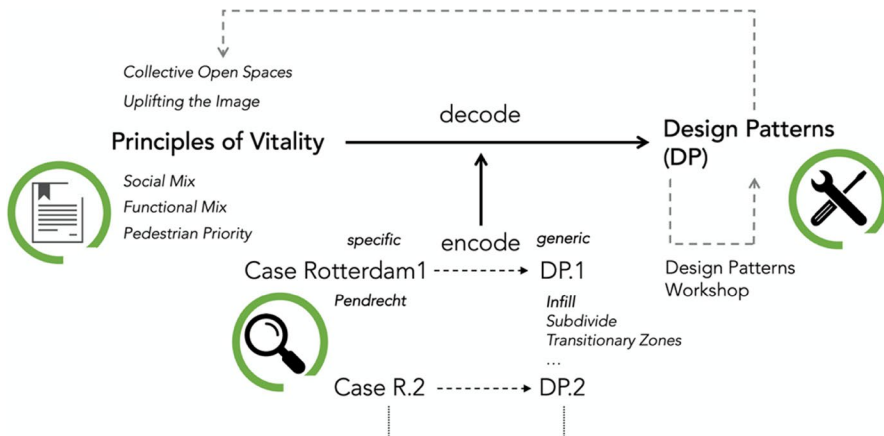 Collective Open Spaces
Uplifting the Image
decode
Principles of Vitality
Design Patterns
(DP)
Social Mix
Functional Mix
Pedestrian Priority
specific
encode
generic
Case Rotterdam1
DP.1
Pendrecht
Infill
Subdivide
Transitionary Zones
...
Design Patterns
Workshop
Case R.2
DP.2